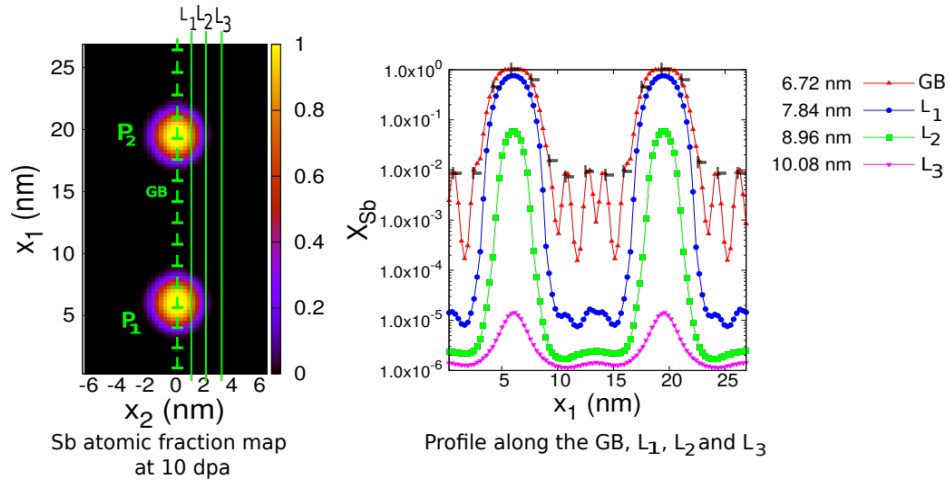 L1 L2 L3
x1 (nm)
25
20
15
10
5
P2
GB
P1
-6 -4 -2 0 2 4 6
x2 (nm)
1
0.8
0.6
0.4
0.2
0
Sb atomic fraction map
at 10 dpa
XSb
1.0x10^0
1.0x10^-1
1.0x10^-2
1.0x10^-3
1.0x10^-4
1.0x10^-5
1.0x10^-6
5 10 15 20 25
x1 (nm)
Profile along the GB, L1, L2 and L3
6.72 nm GB
7.84 nm L1
8.96 nm L2
10.08 nm L3